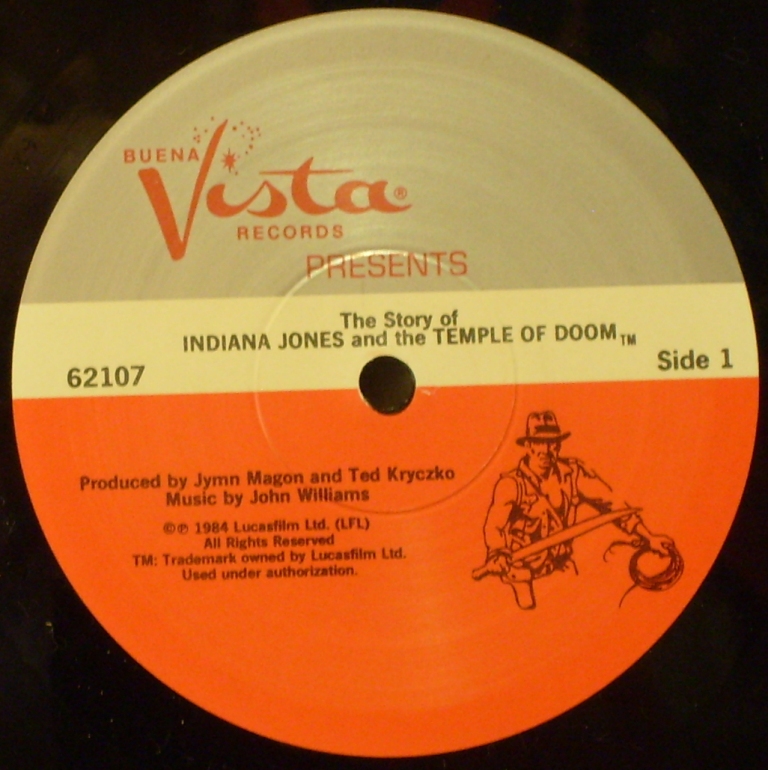 BUENA
Vista®
RECORDS
PRESENTS
The Story of
INDIANA JONES and the TEMPLE OF DOOM™
62107
Side 1
Produced by Jymn Magon and Ted Kryczko
Music by John Williams
©℗ 1984 Lucasfilm Ltd. (LFL)
All Rights Reserved
TM: Trademark owned by Lucasfilm Ltd.
Used under authorization.